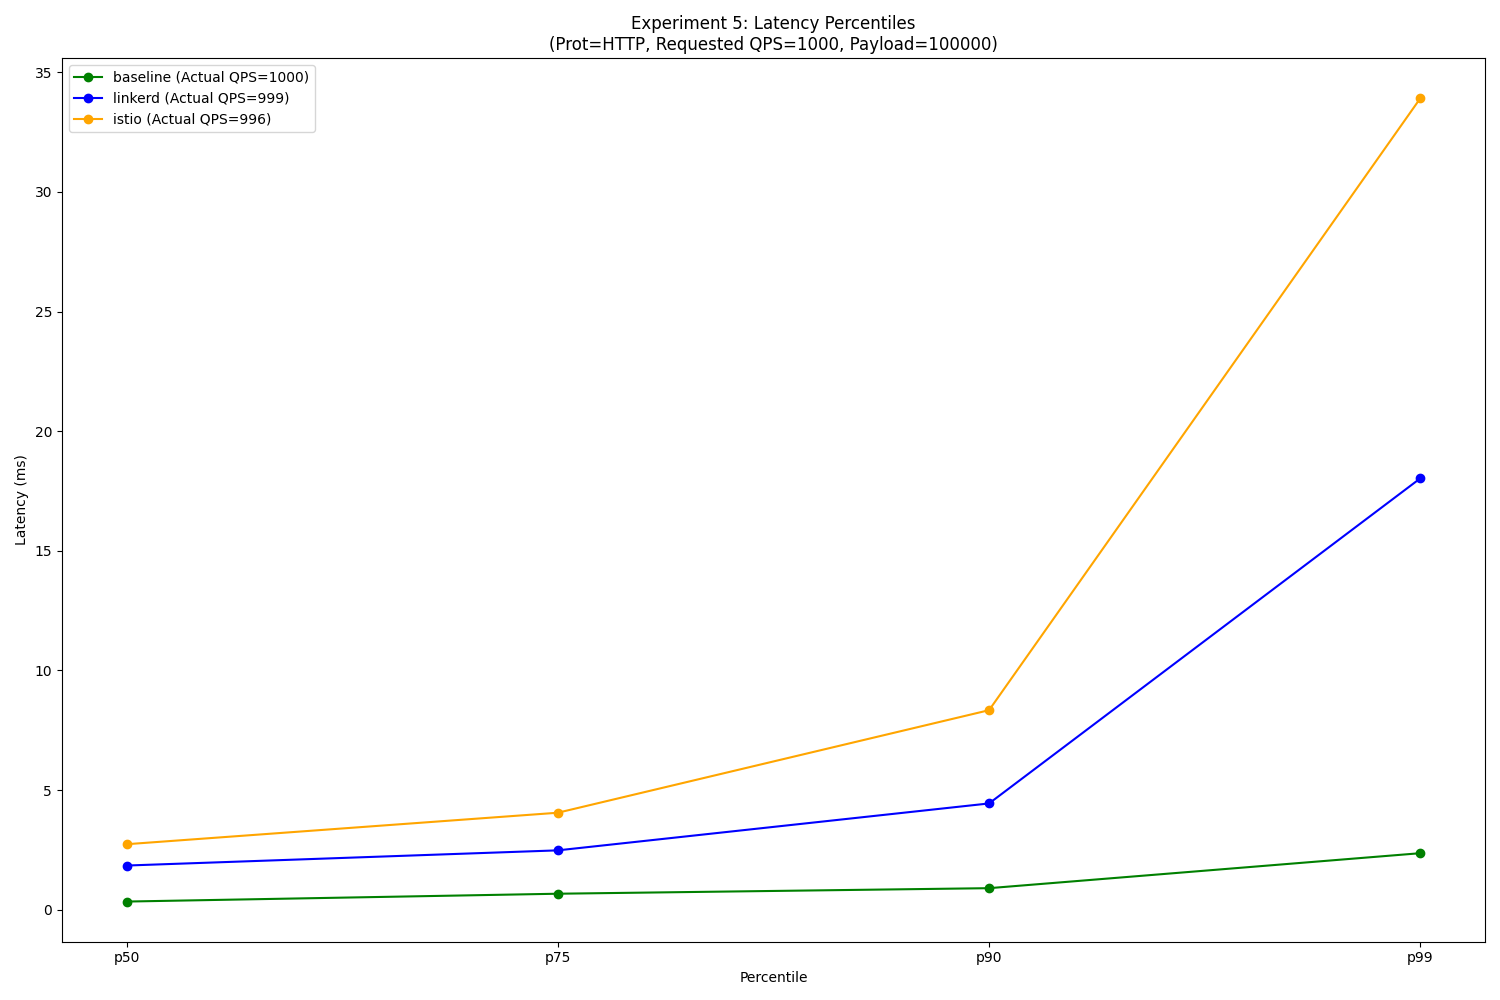 Experiment 5: Latency Percentiles
(Prot=HTTP, Requested QPS=1000, Payload=100000)
baseline (Actual QPS=1000)
linkerd (Actual QPS=999)
istio (Actual QPS=996)
Latency (ms)
35
30
25
20
15
10
5
0
p50
p75
p90
p99
Percentile